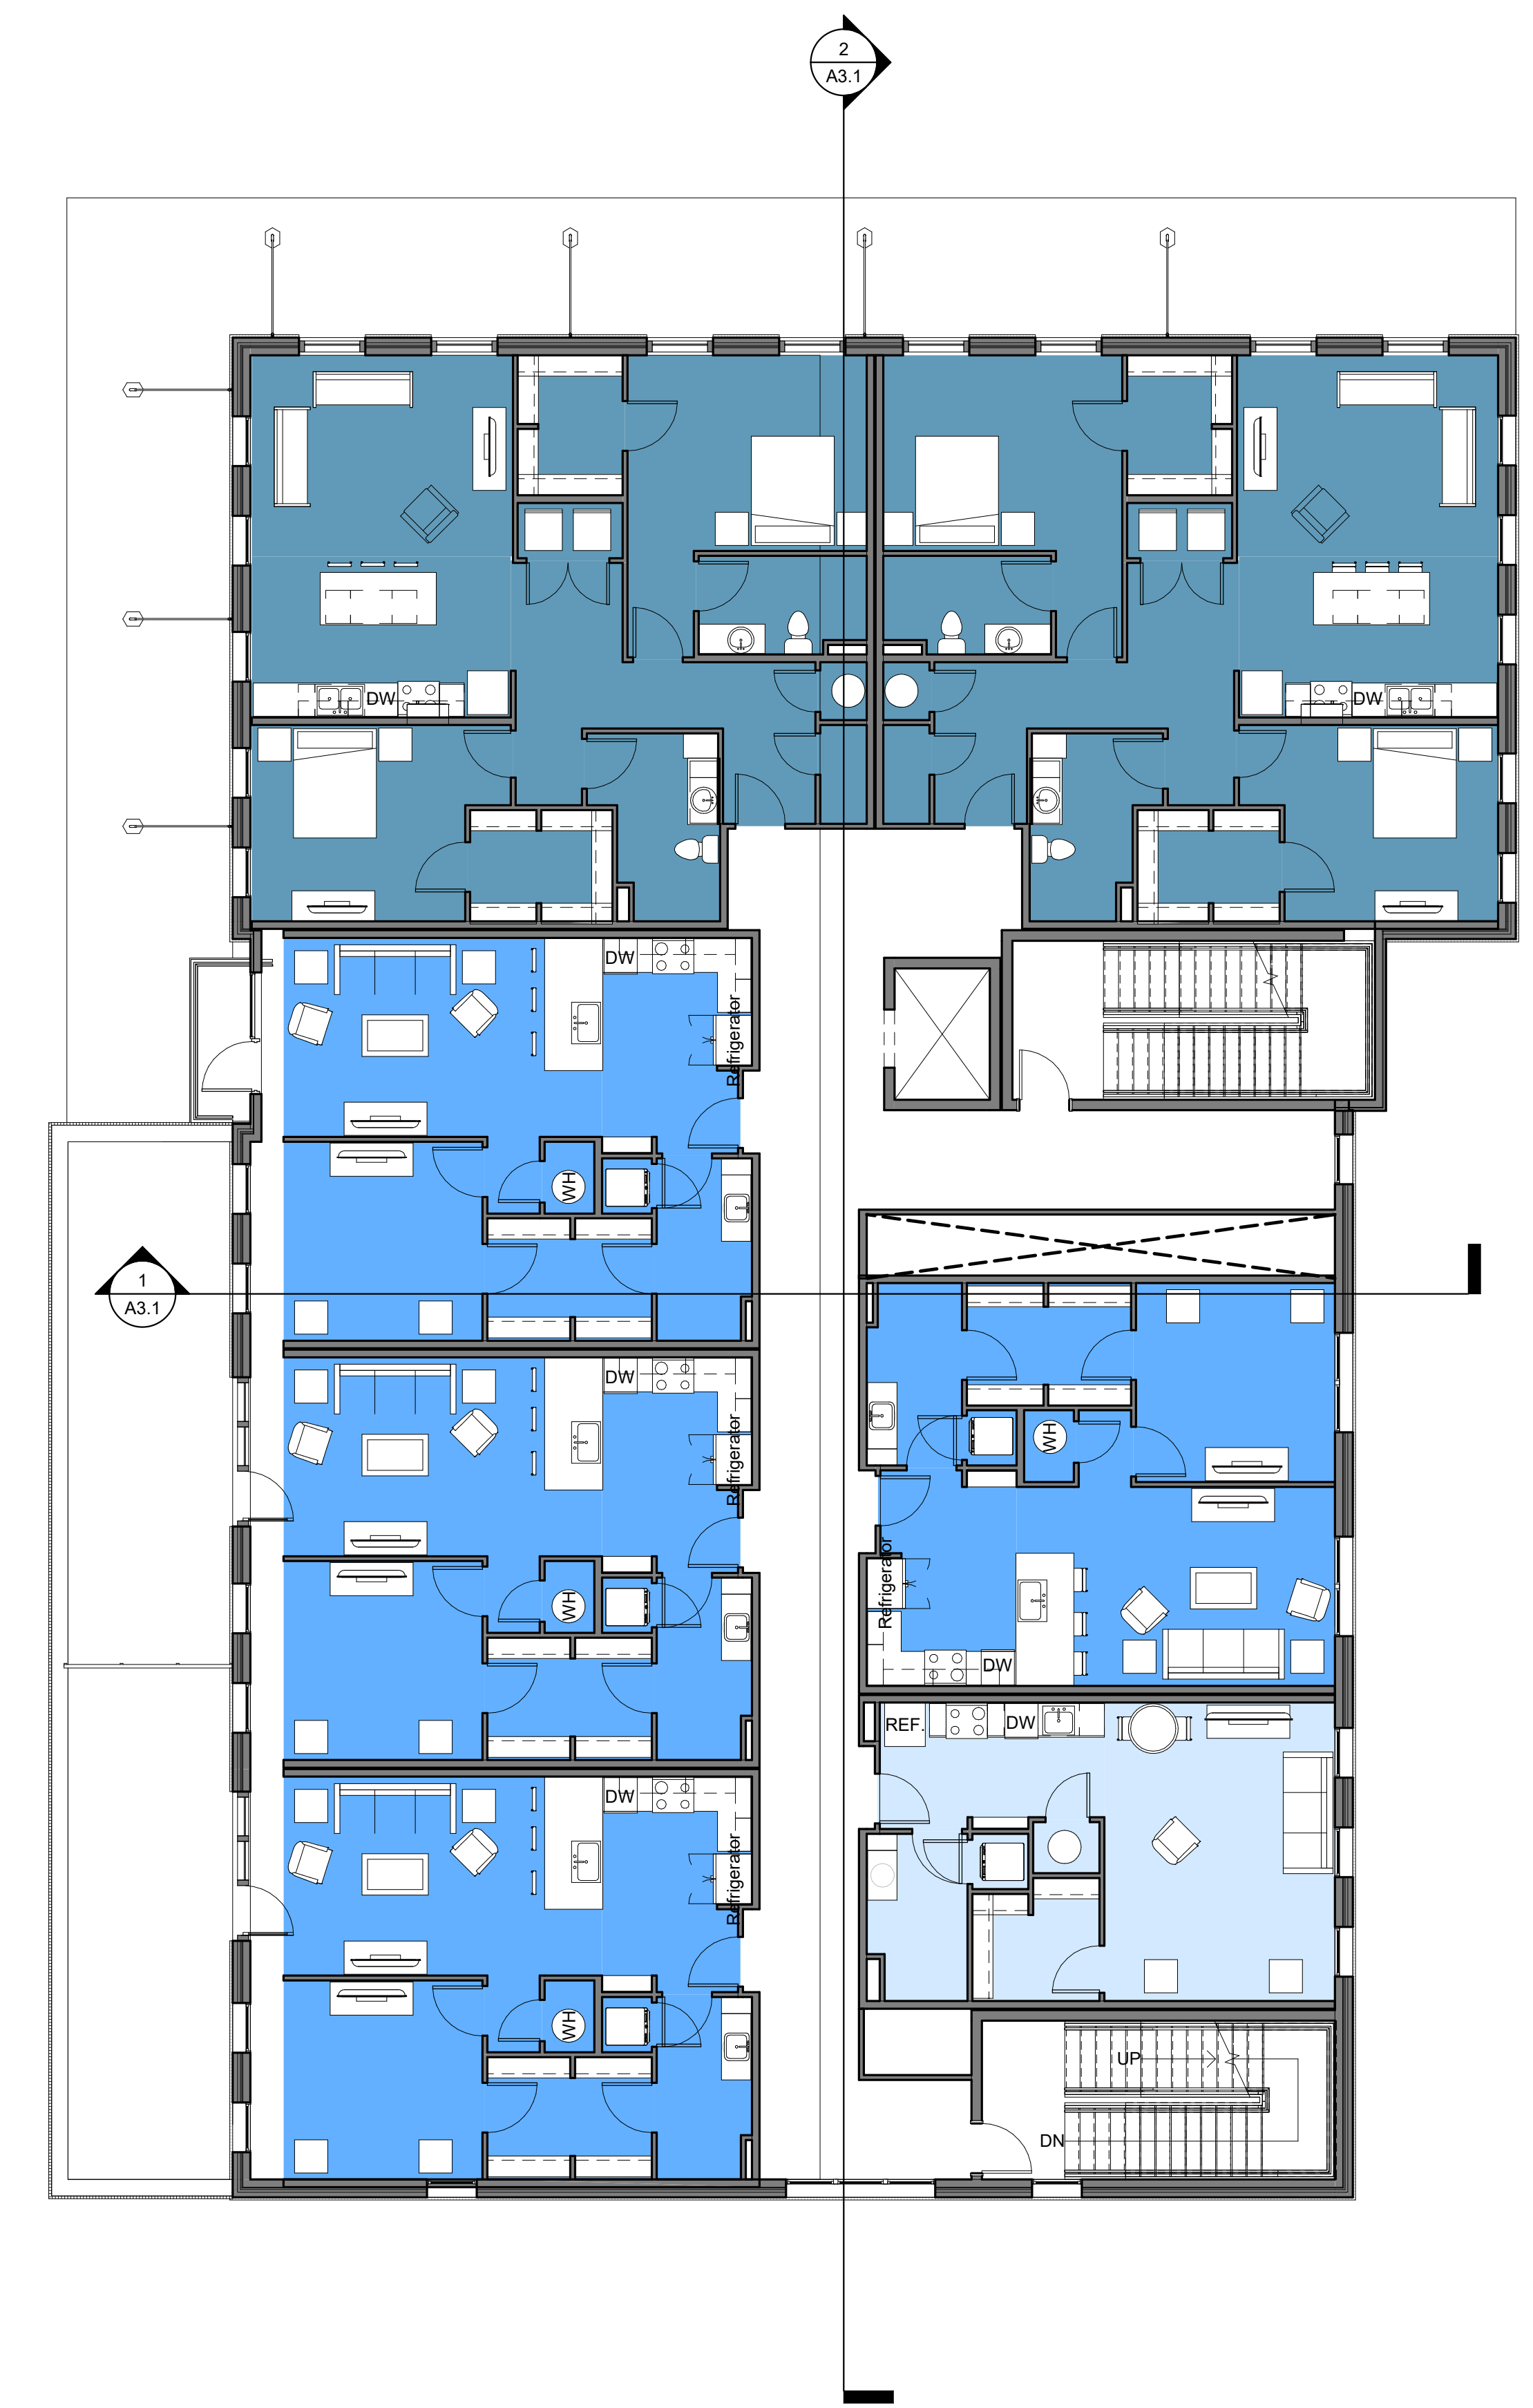 2
A3.1
DW
DW
DW
Refrigerator
WH
1
A3.1
DW
Refrigerator
WH
WH
Refrigerator
DW
REF.
DW
DW
Refrigerator
WH
UP
DN